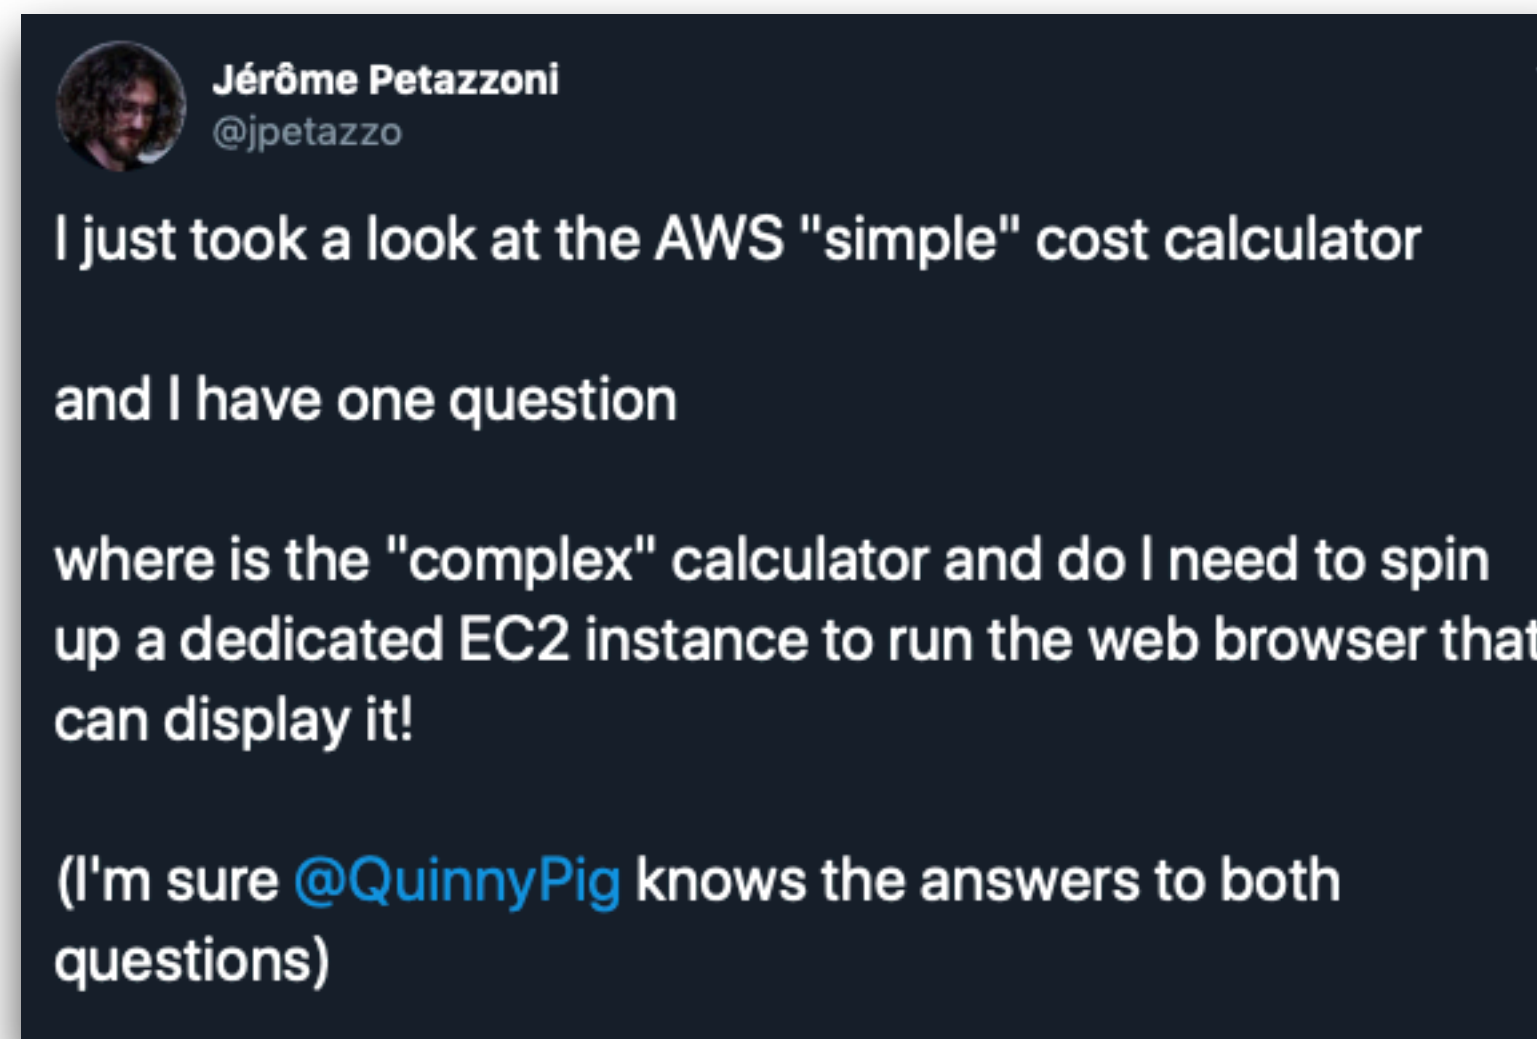 Jérôme Petazzoni
@jpetazzo
I just took a look at the AWS "simple" cost calculator
and I have one question
where is the "complex" calculator and do I need to spin
up a dedicated EC2 instance to run the web browser that
can display it!
(I'm sure @QuinnyPig knows the answers to both
questions)